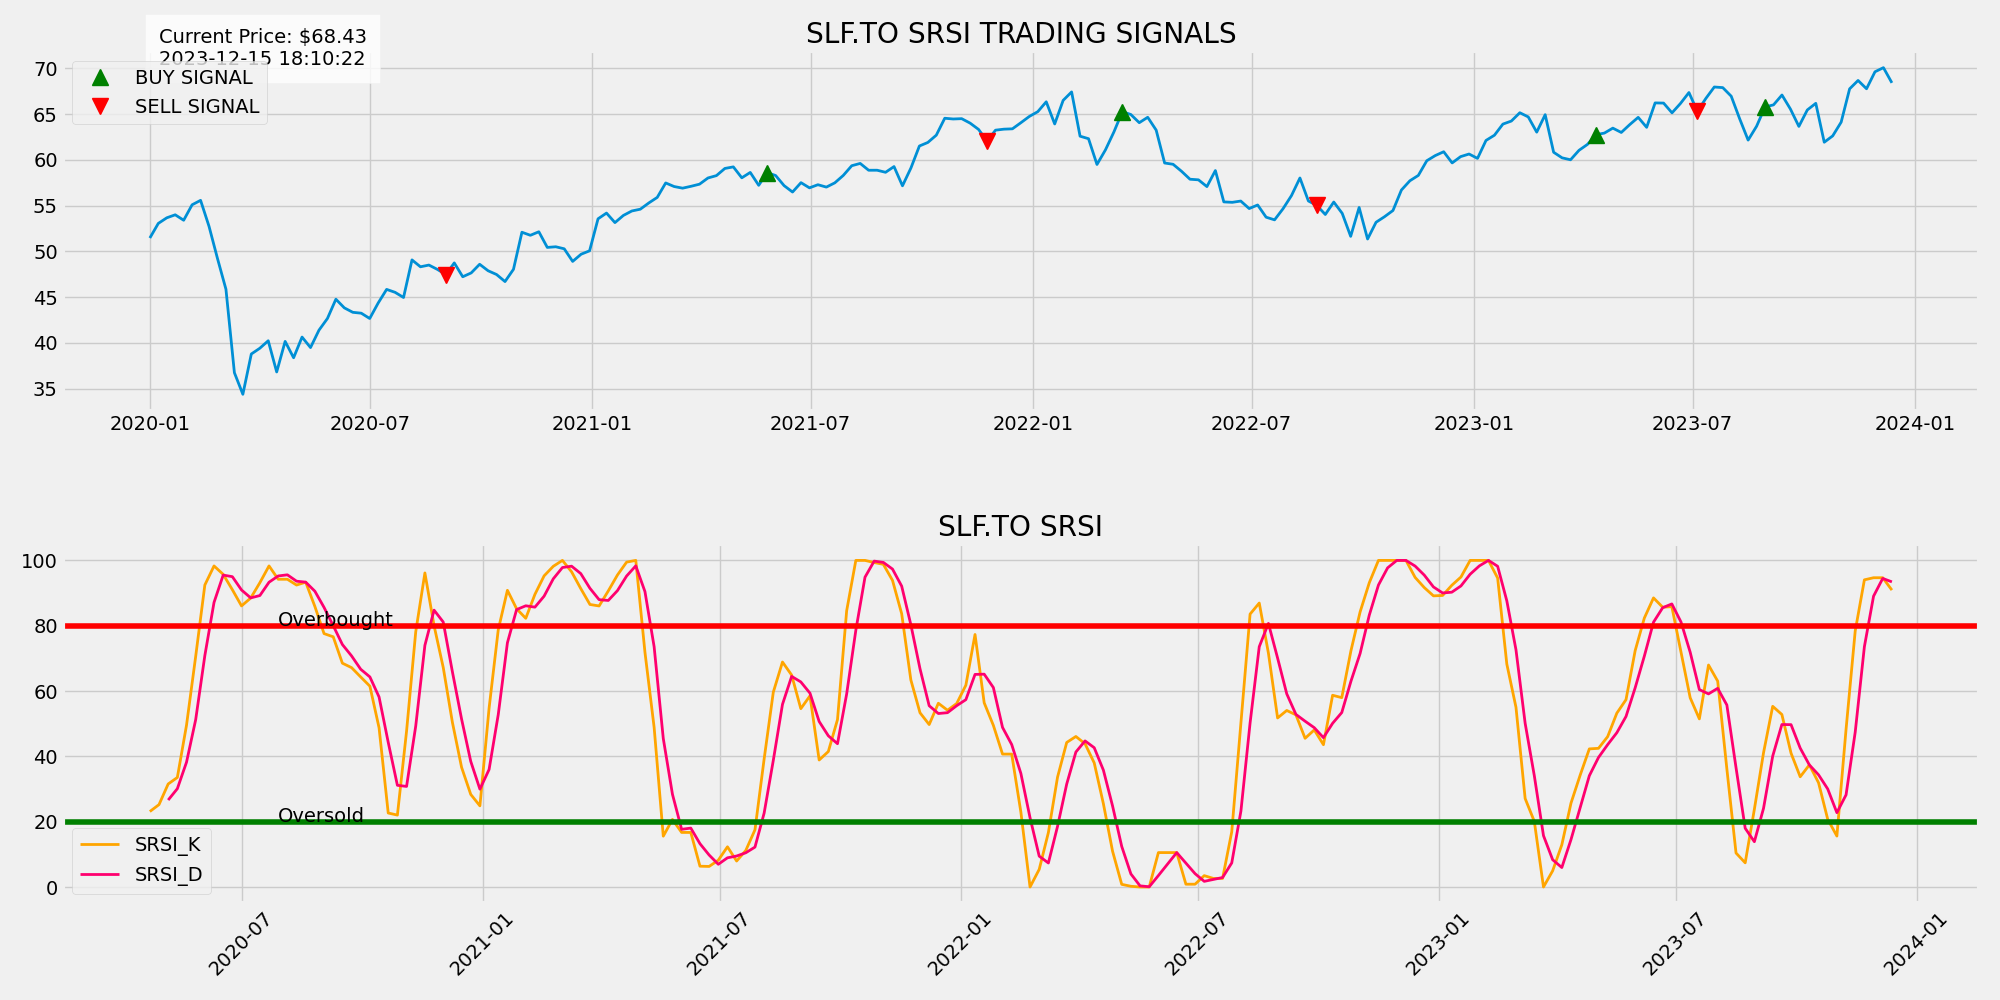 SLF.TO SRSI TRADING SIGNALS
Current Price: $68.43
2023-12-15 18:10:22
BUY SIGNAL
SELL SIGNAL
70
65
60
55
50
45
40
35
2020-01 2020-07 2021-01 2021-07 2022-01 2022-07 2023-01 2023-07 2024-01
SLF.TO SRSI
100
80
60
40
20
0
Overbought
Oversold
SRSI_K
SRSI_D
2020-07 2021-01 2021-07 2022-01 2022-07 2023-01 2023-07 2024-01